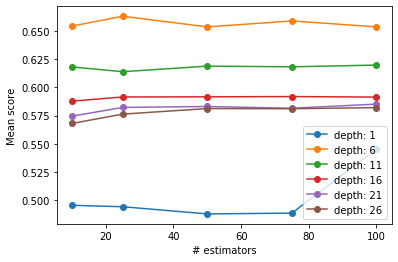 0.650
0.625
0.600
0.575
0.550
0.525
0.500
Mean score
20
40
60
80
100
# estimators
depth: 1
depth: 6
depth: 11
depth: 16
depth: 21
depth: 26